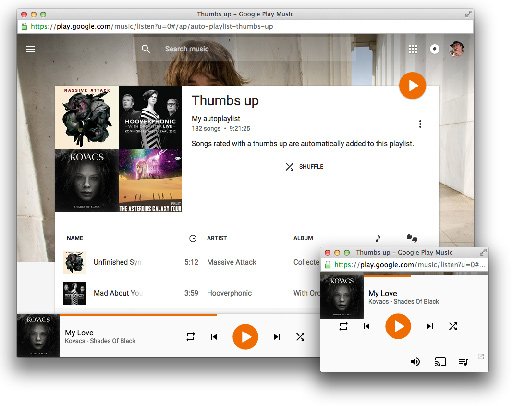 Thumbs up – Google Play Music
https://play.google.com/music/listen?u=0#/ap/auto-playlist-thumbs-up
Search music
MASSIVE ATTACK
HOOVERPHONIC
KOVACS
THE ASTEROIDS GALAXY TOUR
Thumbs up
My autoplaylist
132 songs • 9:21:25
Songs rated with a thumbs up are automatically added to this playlist.
SHUFFLE
NAME ARTIST ALBUM
Unfinished Sym 5:12 Massive Attack Collecte
Mad About You 3:59 Hooverphonic With Orc
KOVACS
My Love
Kovacs - Shades Of Black
Thumbs up – Google Play Music
https://play.google.com/music/listen?u=0#...
KOVACS
My Love
Kovacs - Shades Of Black